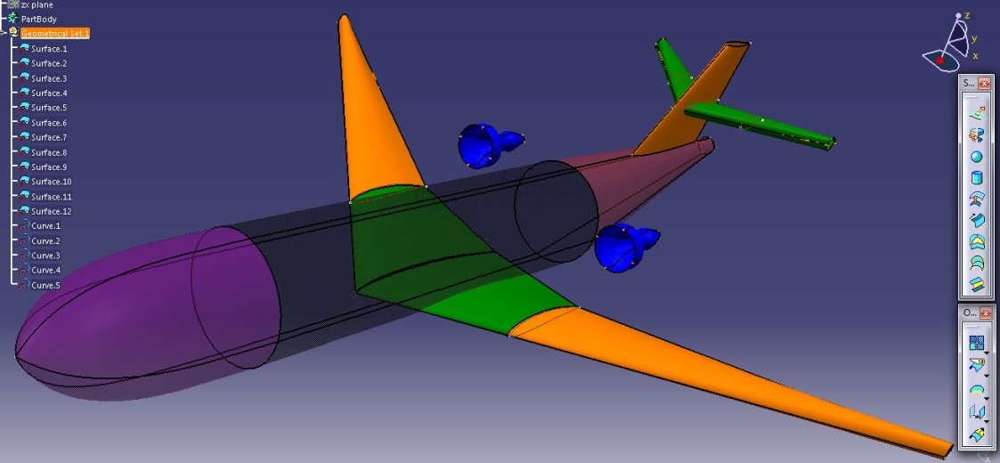 zx plane
PartBody
Geometrical Set.1
Surface.1
Surface.2
Surface.3
Surface.4
Surface.5
Surface.6
Surface.7
Surface.8
Surface.9
Surface.10
Surface.11
Surface.12
Curve.1
Curve.2
Curve.3
Curve.4
Curve.5
z
y
x
S...
O...